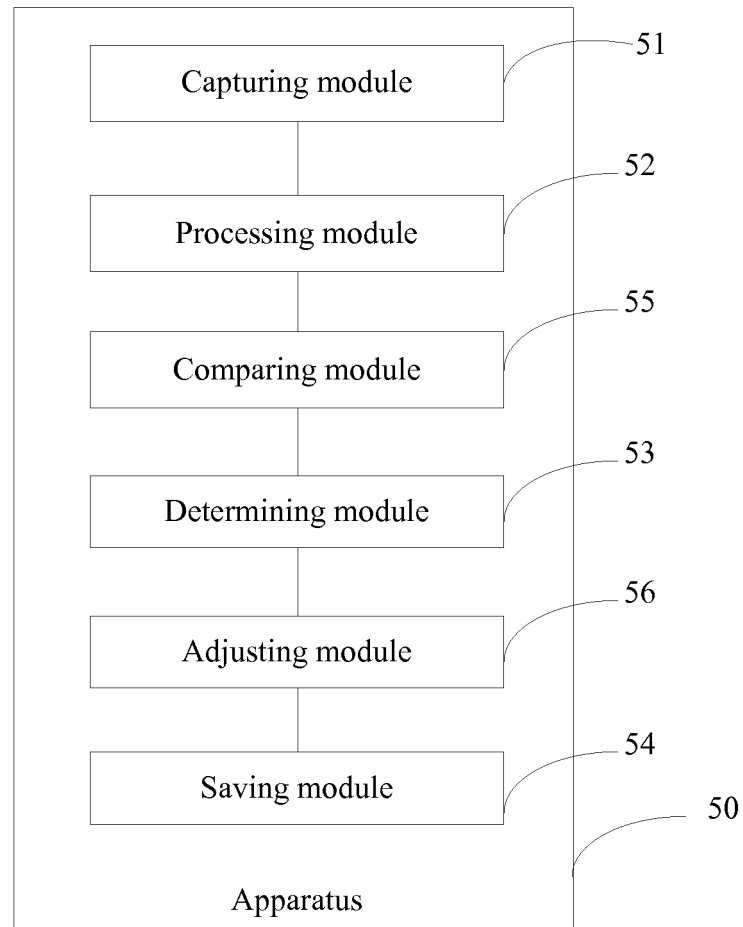 Capturing module
51
Processing module
52
Comparing module
55
Determining module
53
Adjusting module
56
Saving module
54
50
Apparatus